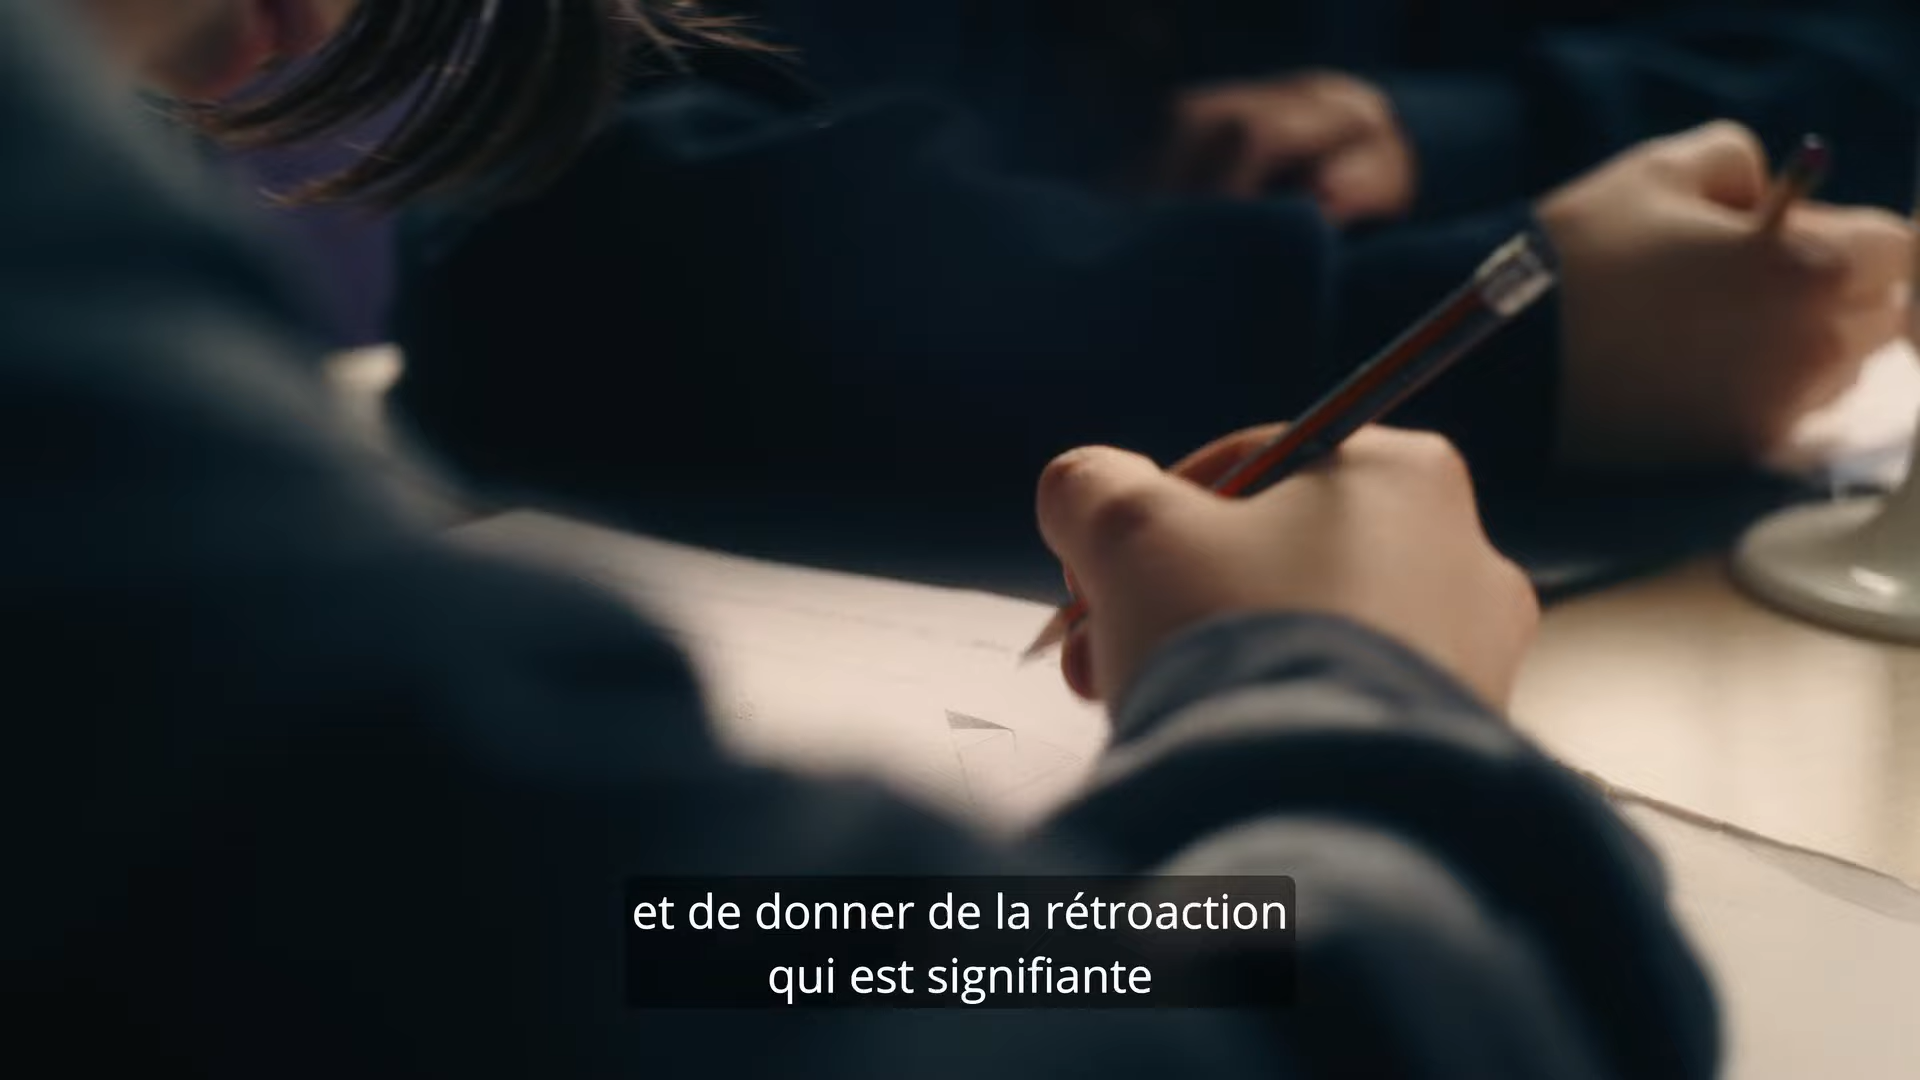 et de donner de la rétroaction
qui est signifiante